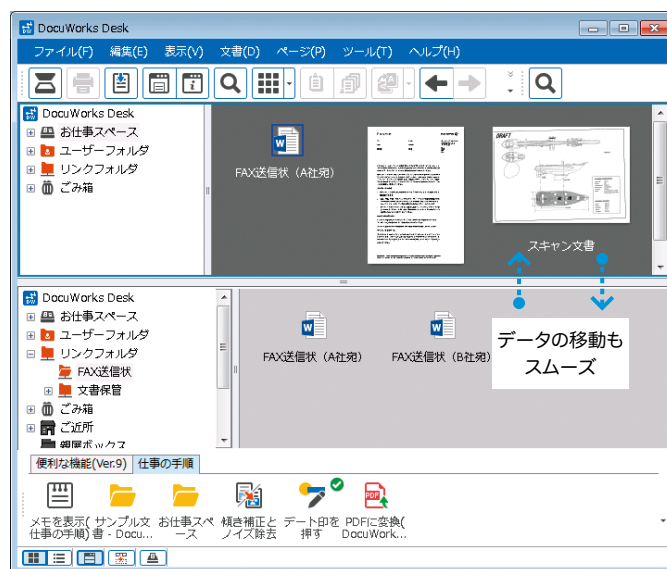 DocuWorks Desk
ファイル(F) 編集(E) 表示(V) 文書(D) ページ(P) ツール(T) ヘルプ(H)
DocuWorks Desk
お仕事スペース
ユーザーフォルダ
リンクフォルダ
ごみ箱
FAX送信状（A社宛）
DRAFT
スキャン文書
DocuWorks Desk
お仕事スペース
ユーザーフォルダ
リンクフォルダ
FAX送信状
文書保管
ごみ箱
ご近所
FAX送信状（A社宛）
FAX送信状（B社宛）
データの移動も
スムーズ
便利な機能(Ver.9) 仕事の手順
メモを表示(
仕事の手順)
サンプル文
書 - Docu...
お仕事スペ
ース
傾き補正と
ノイズ除去
デート印を
押す
PDF
PDFに変換(
DocuWork...